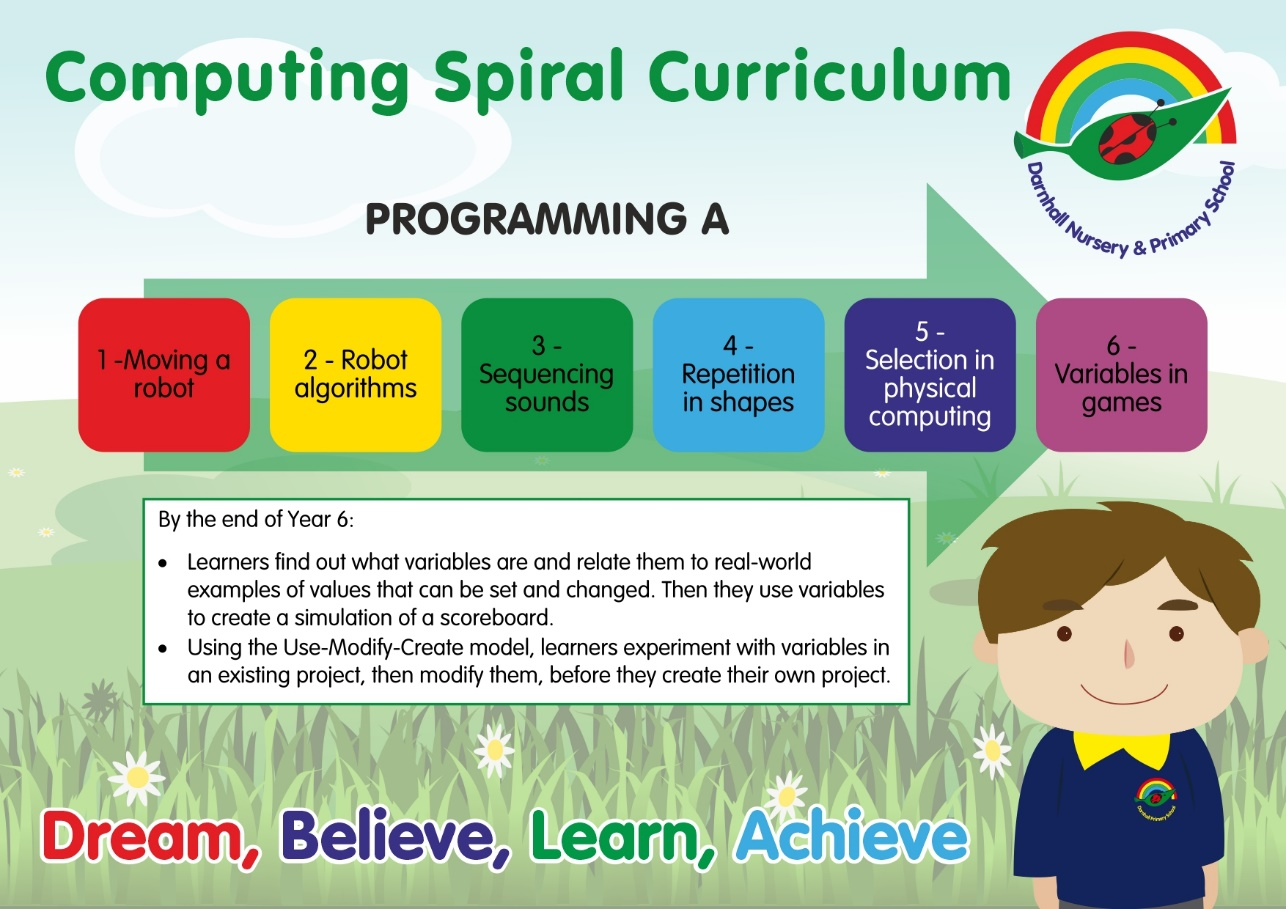 Computing Spiral Curriculum
Darnhall Nursery & Primary School
PROGRAMMING A
1 -Moving a
robot
2 - Robot
algorithms
3 -
Sequencing
sounds
4 -
Repetition
in shapes
5 -
Selection in
physical
computing
6 -
Variables in
games
By the end of Year 6:
• Learners find out what variables are and relate them to real-world
examples of values that can be set and changed. Then they use variables
to create a simulation of a scoreboard.
• Using the Use-Modify-Create model, learners experiment with variables in
an existing project, then modify them, before they create their own project.
Darnhall Primary School
Dream, Believe, Learn, Achieve